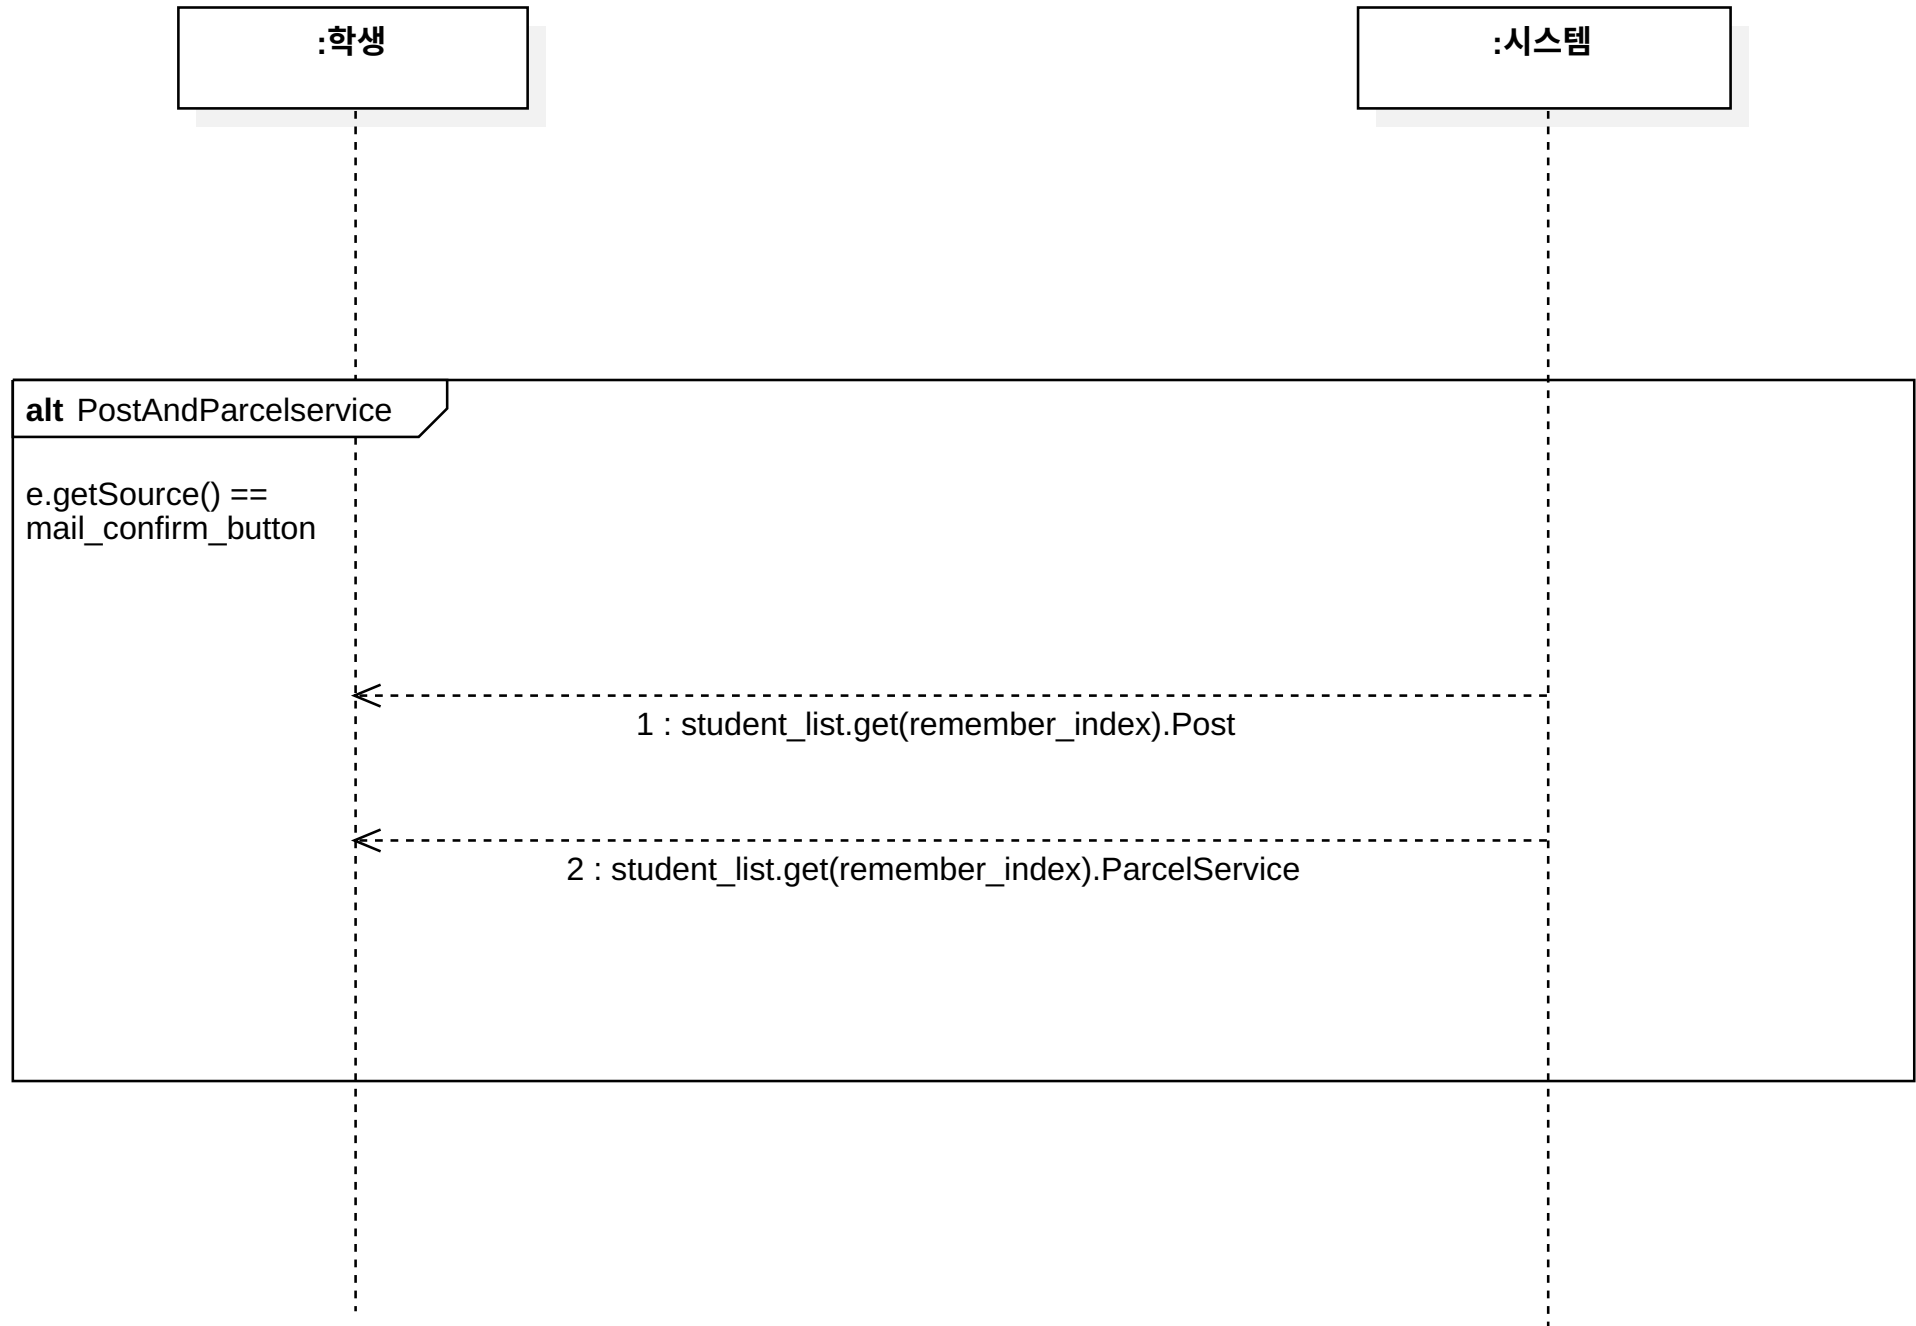 :학생
:시스템
alt PostAndParcelservice
e.getSource() ==
mail_confirm_button
1 : student_list.get(remember_index).Post
2 : student_list.get(remember_index).ParcelService